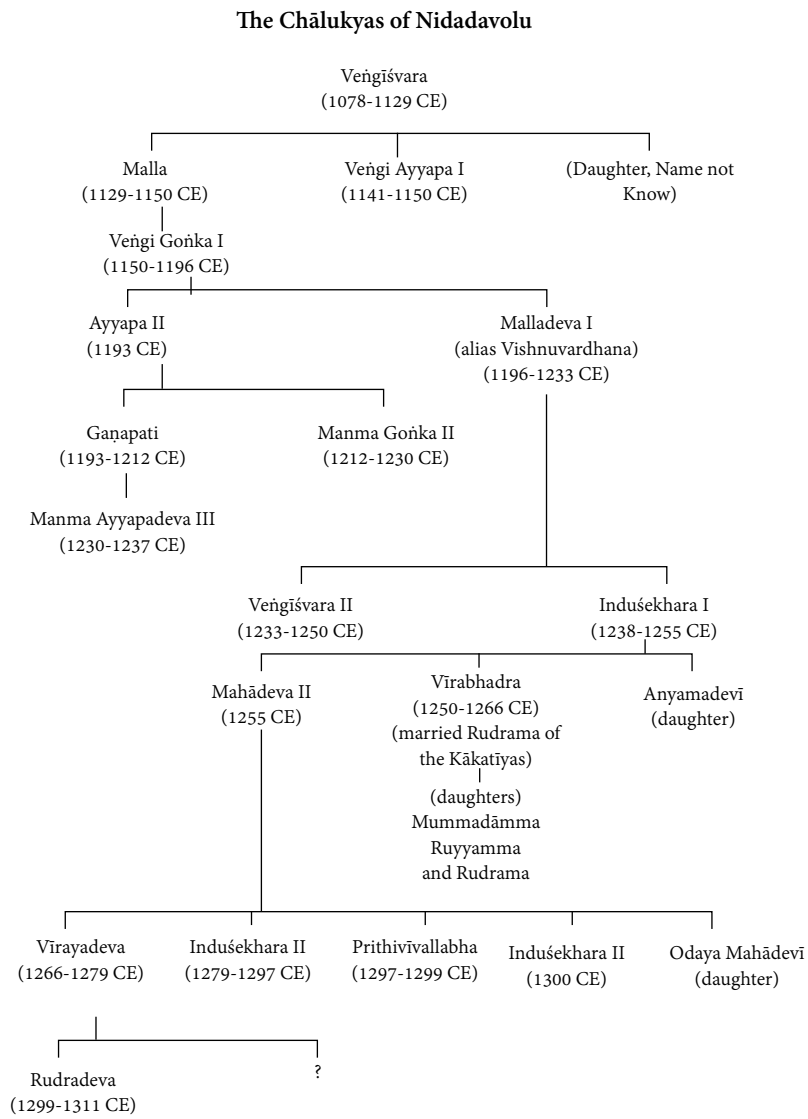 The Chālukyas of Nidadavolu
Veṅgīśvara
(1078-1129 CE)
Malla
(1129-1150 CE)
Veṅgi Ayyapa I
(1141-1150 CE)
(Daughter, Name not
Know)
Veṅgi Goṅka I
(1150-1196 CE)
Ayyapa II
(1193 CE)
Malladeva I
(alias Vishnuvardhana)
(1196-1233 CE)
Gaṇapati
(1193-1212 CE)
Manma Goṅka II
(1212-1230 CE)
Manma Ayyapadeva III
(1230-1237 CE)
Veṅgīśvara II
(1233-1250 CE)
Induśekhara I
(1238-1255 CE)
Mahādeva II
(1255 CE)
Vīrabhadra
(1250-1266 CE)
(married Rudrama of
the Kākatīyas)
(daughters)
Mummadāmma
Ruyyamma
and Rudrama
Anyamadevī
(daughter)
Vīrayadeva
(1266-1279 CE)
Induśekhara II
(1279-1297 CE)
Prithivīvallabha
(1297-1299 CE)
Induśekhara II
(1300 CE)
Odaya Mahādevī
(daughter)
Rudradeva
(1299-1311 CE)
?